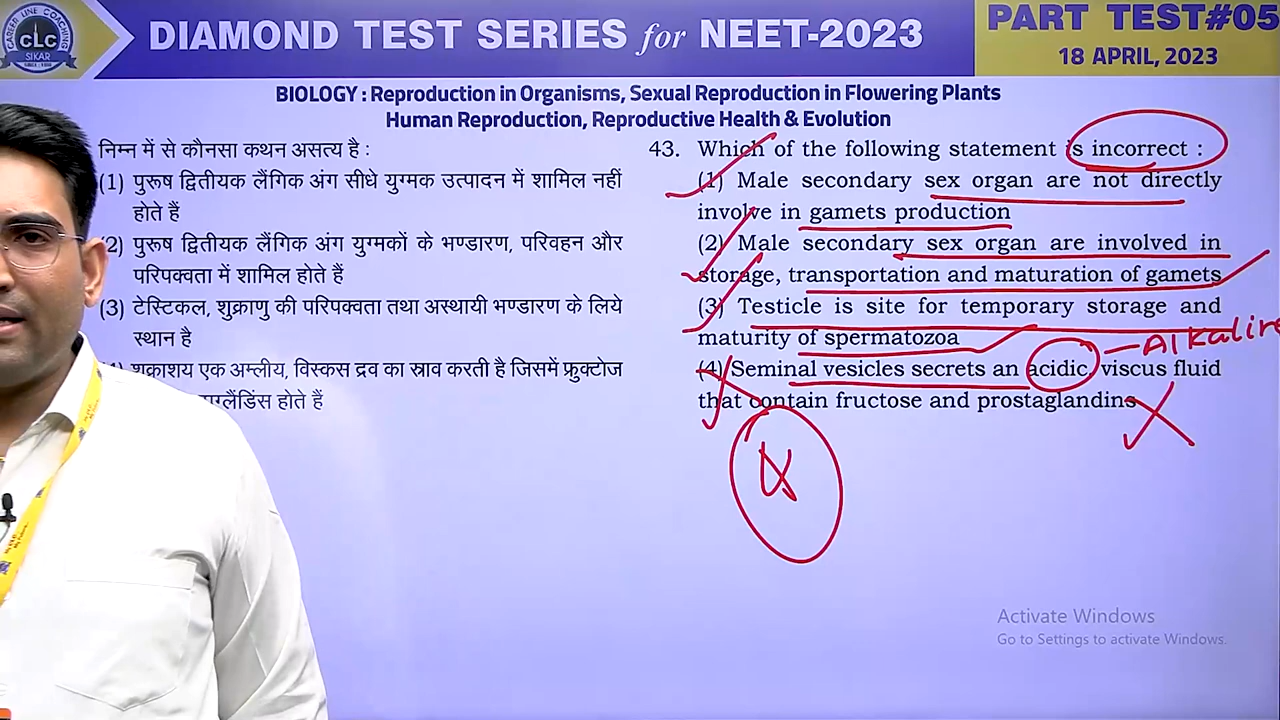 CAREER LINE COACHING
CLC
SIKAR
DIAMOND TEST SERIES for NEET-2023
PART TEST#05
18 APRIL, 2023
BIOLOGY : Reproduction in Organisms, Sexual Reproduction in Flowering Plants
Human Reproduction, Reproductive Health & Evolution
निम्न में से कौनसा कथन असत्य है :
(1) पुरूष द्वितीयक लैंगिक अंग सीधे युग्मक उत्पादन में शामिल नहीं
होते हैं
(2) पुरूष द्वितीयक लैंगिक अंग युग्मकों के भण्डारण, परिवहन और
परिपक्वता में शामिल होते हैं
(3) टेस्टिकल, शुक्राणु की परिपक्वता तथा अस्थायी भण्डारण के लिये
स्थान है
शुक्राशय एक अम्लीय, विस्कस द्रव का स्राव करती है जिसमें फ्रुक्टोज
होते हैं
43. Which of the following statement is incorrect :
(1) Male secondary sex organ are not directly
involve in gamets production
(2) Male secondary sex organ are involved in
storage, transportation and maturation of gamets
(3) Testicle is site for temporary storage and
maturity of spermatozoa
– Alkaline
(4) Seminal vesicles secrets an acidic, viscus fluid
that contain fructose and prostaglandins
4
Activate Windows
Go to Settings to activate Windows.